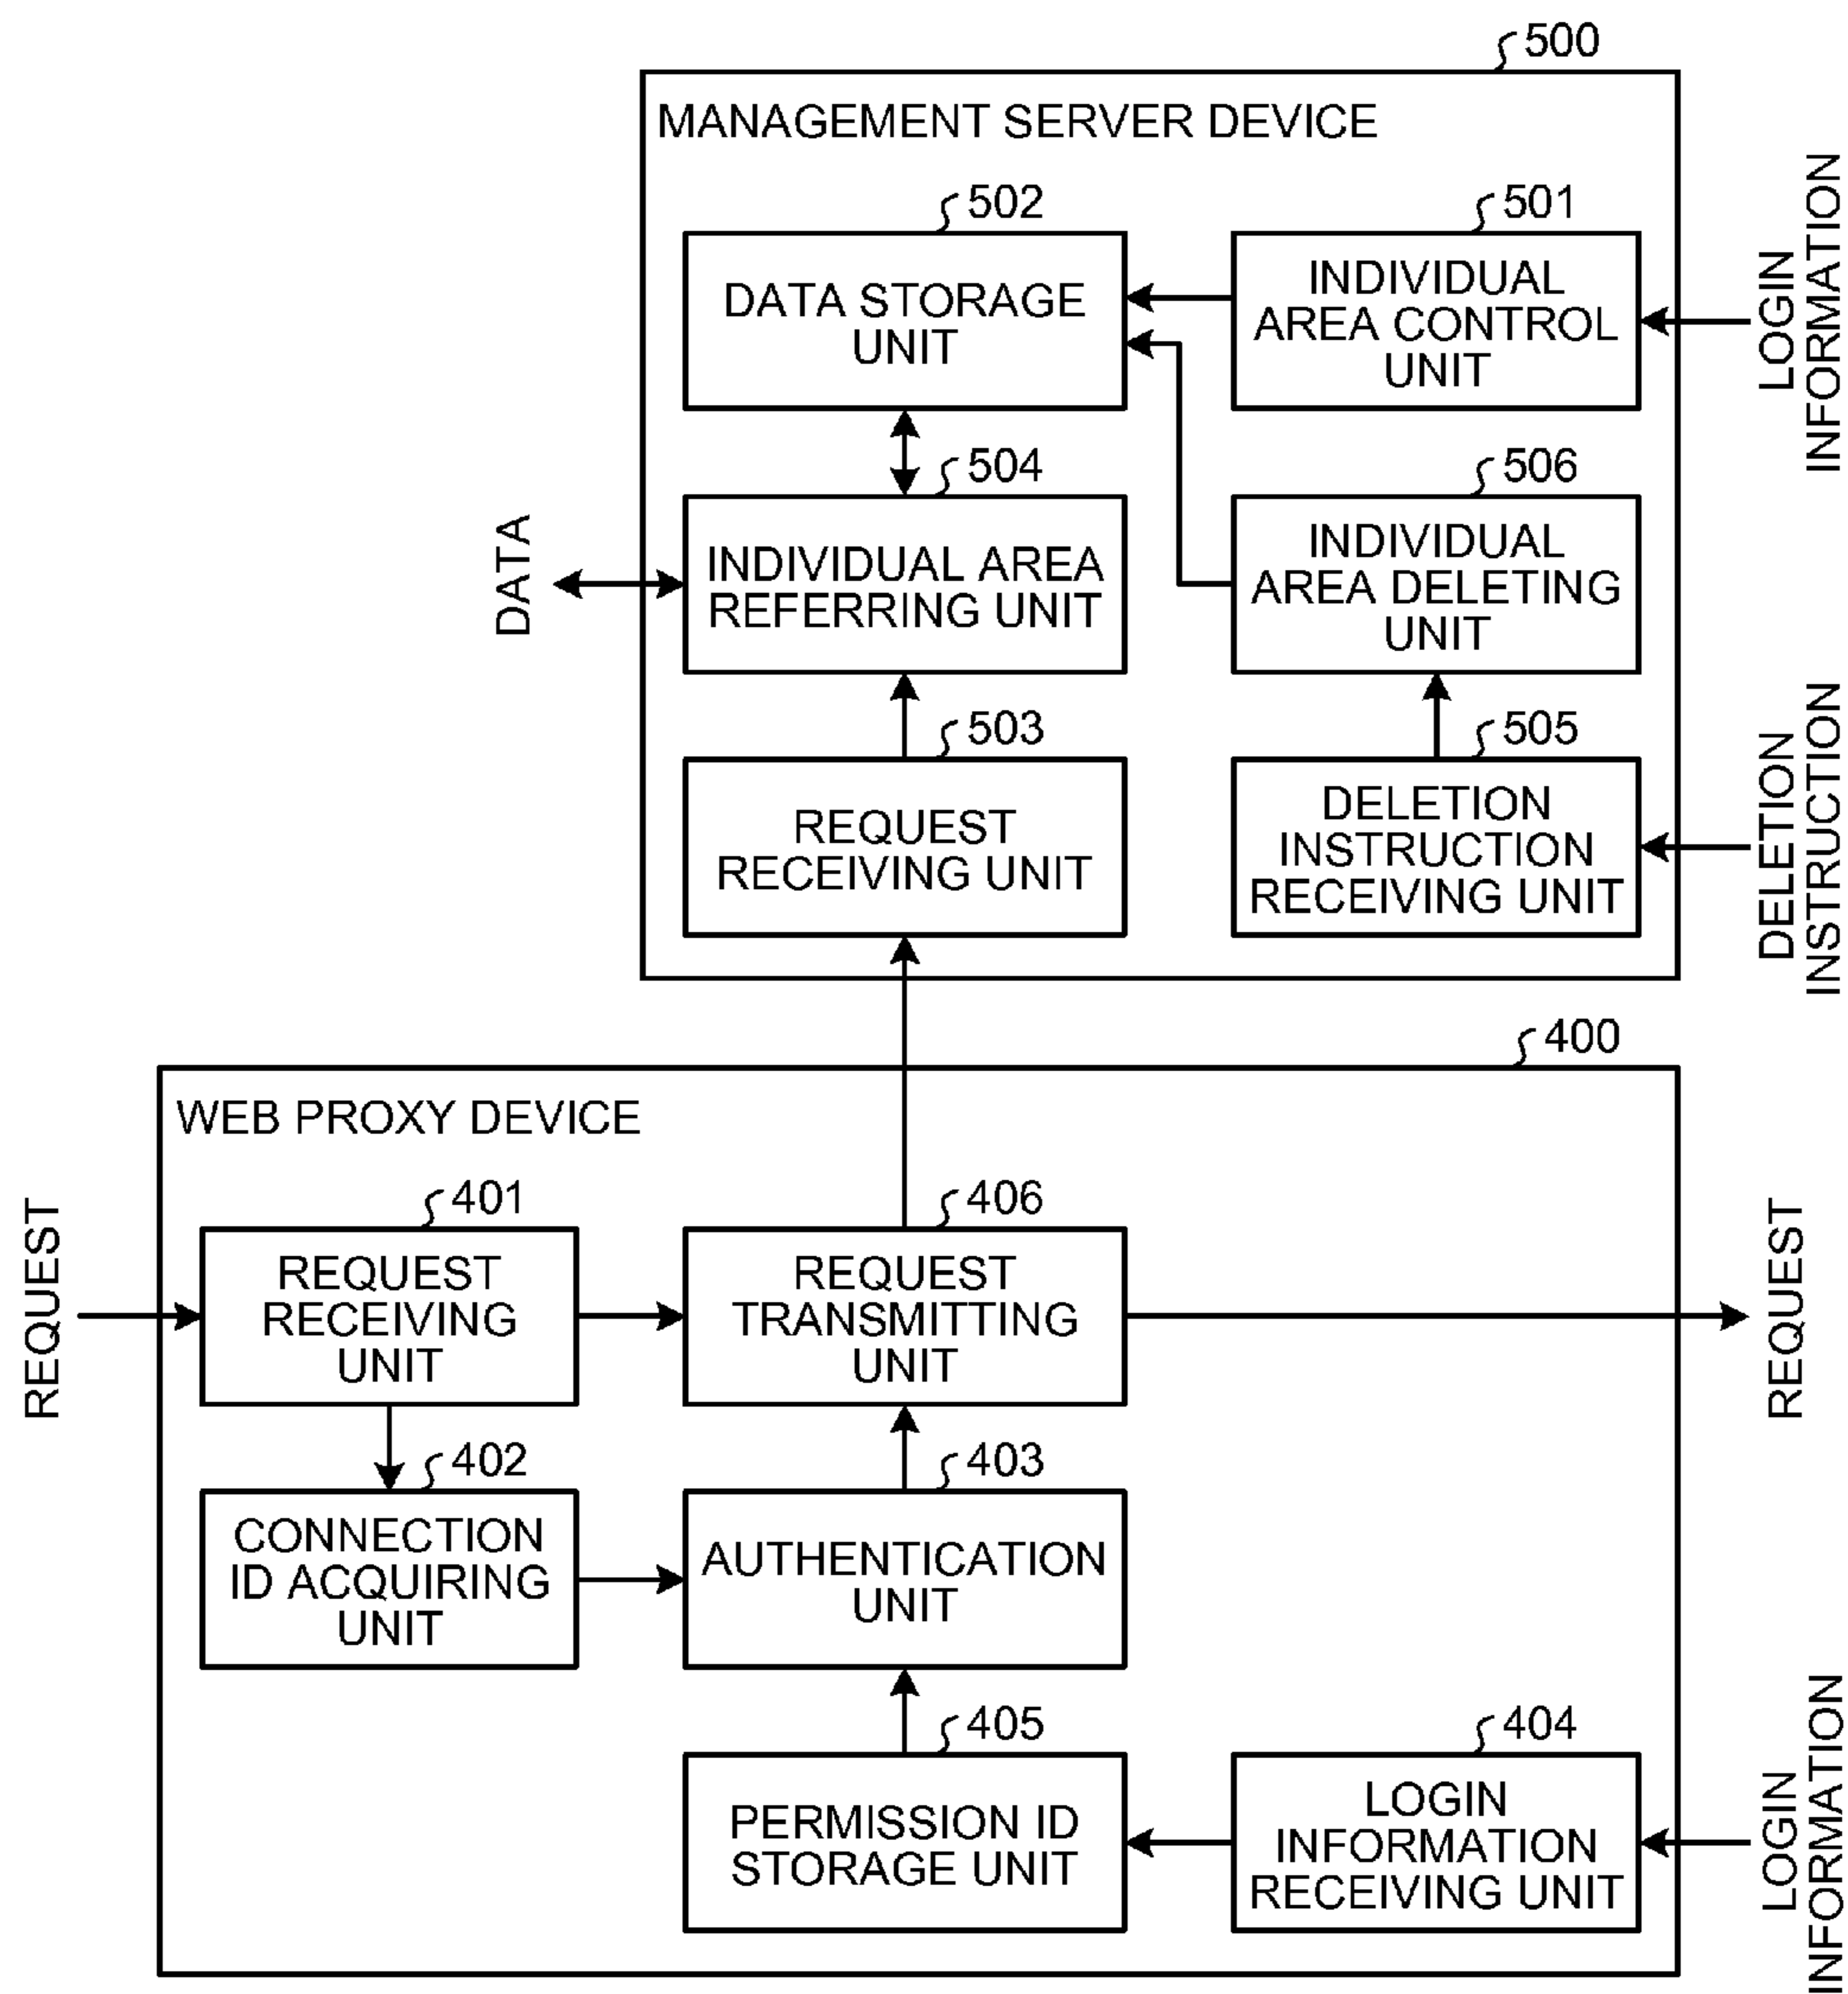 500
MANAGEMENT SERVER DEVICE
502
501
DATA STORAGE
UNIT
INDIVIDUAL
AREA CONTROL
UNIT
LOGIN
INFORMATION
504
506
DATA
INDIVIDUAL AREA
REFERRING UNIT
INDIVIDUAL
AREA DELETING
UNIT
503
505
REQUEST
RECEIVING UNIT
DELETION
INSTRUCTION
RECEIVING UNIT
DELETION
INSTRUCTION
400
WEB PROXY DEVICE
401
406
REQUEST
REQUEST
RECEIVING
UNIT
REQUEST
TRANSMITTING
UNIT
REQUEST
402
403
CONNECTION
ID ACQUIRING
UNIT
AUTHENTICATION
UNIT
405
404
PERMISSION ID
STORAGE UNIT
LOGIN
INFORMATION
RECEIVING UNIT
LOGIN
INFORMATION